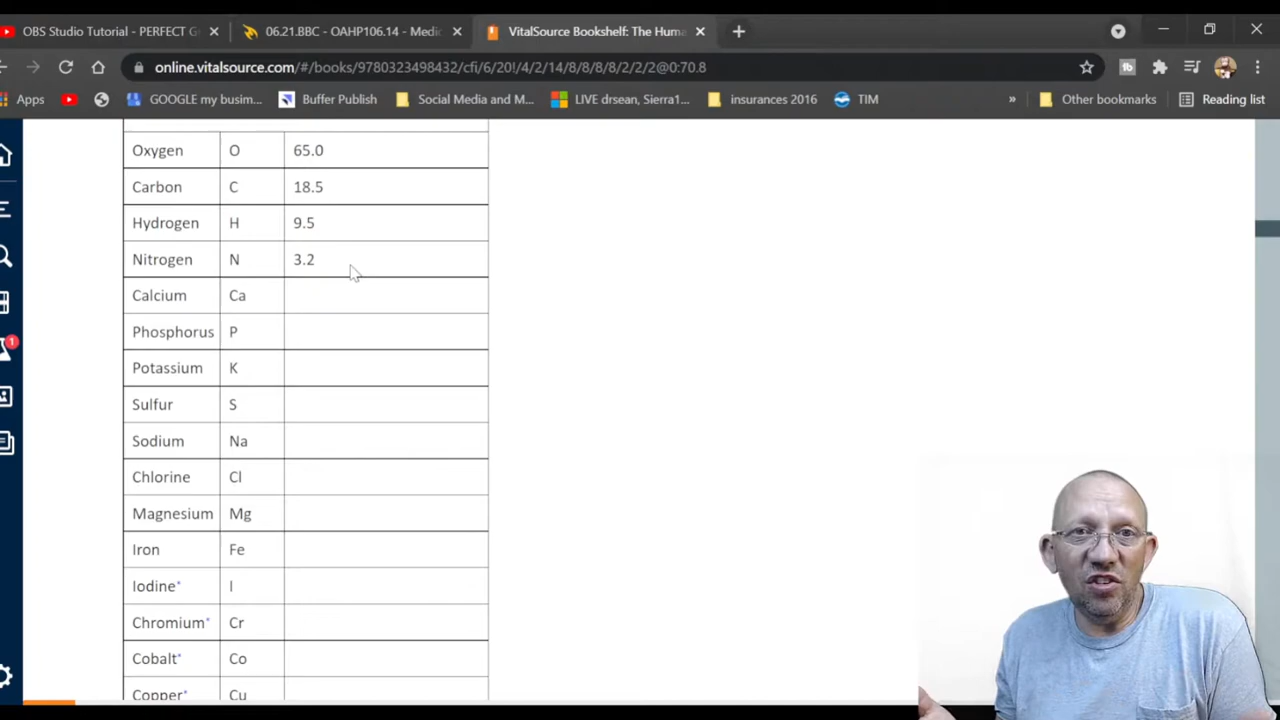 OBS Studio Tutorial - PERFECT G
06.21.BBC - OAHP106.14 - Medic
VitalSource Bookshelf: The Huma
online.vitalsource.com/#/books/9780323498432/cfi/6/20!/4/2/14/8/8/8/8/2/2/2@0:70.8
Apps
GOOGLE my busim...
Buffer Publish
Social Media and M...
LIVE drsean, Sierra1...
insurances 2016
TIM
»
Other bookmarks
Reading list
Oxygen O 65.0
Carbon C 18.5
Hydrogen H 9.5
Nitrogen N 3.2
Calcium Ca
Phosphorus P
Potassium K
Sulfur S
Sodium Na
Chlorine Cl
Magnesium Mg
Iron Fe
Iodine* I
Chromium* Cr
Cobalt* Co
Copper* Cu
1